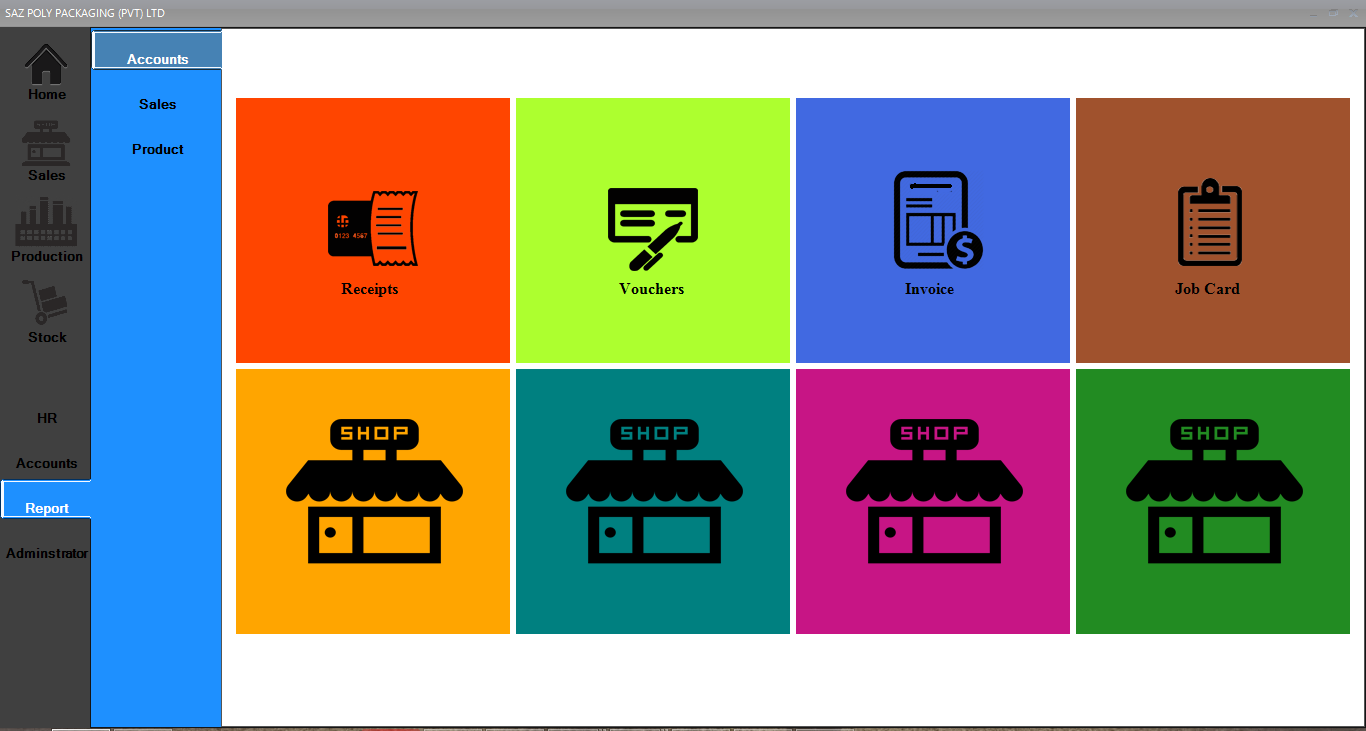 SAZ POLY PACKAGING (PVT) LTD
Home
Sales
Production
Stock
HR
Accounts
Report
Adminstrator
Accounts
Sales
Product
0123 4567
Receipts
Vouchers
$
Invoice
Job Card
SHOP
SHOP
SHOP
SHOP